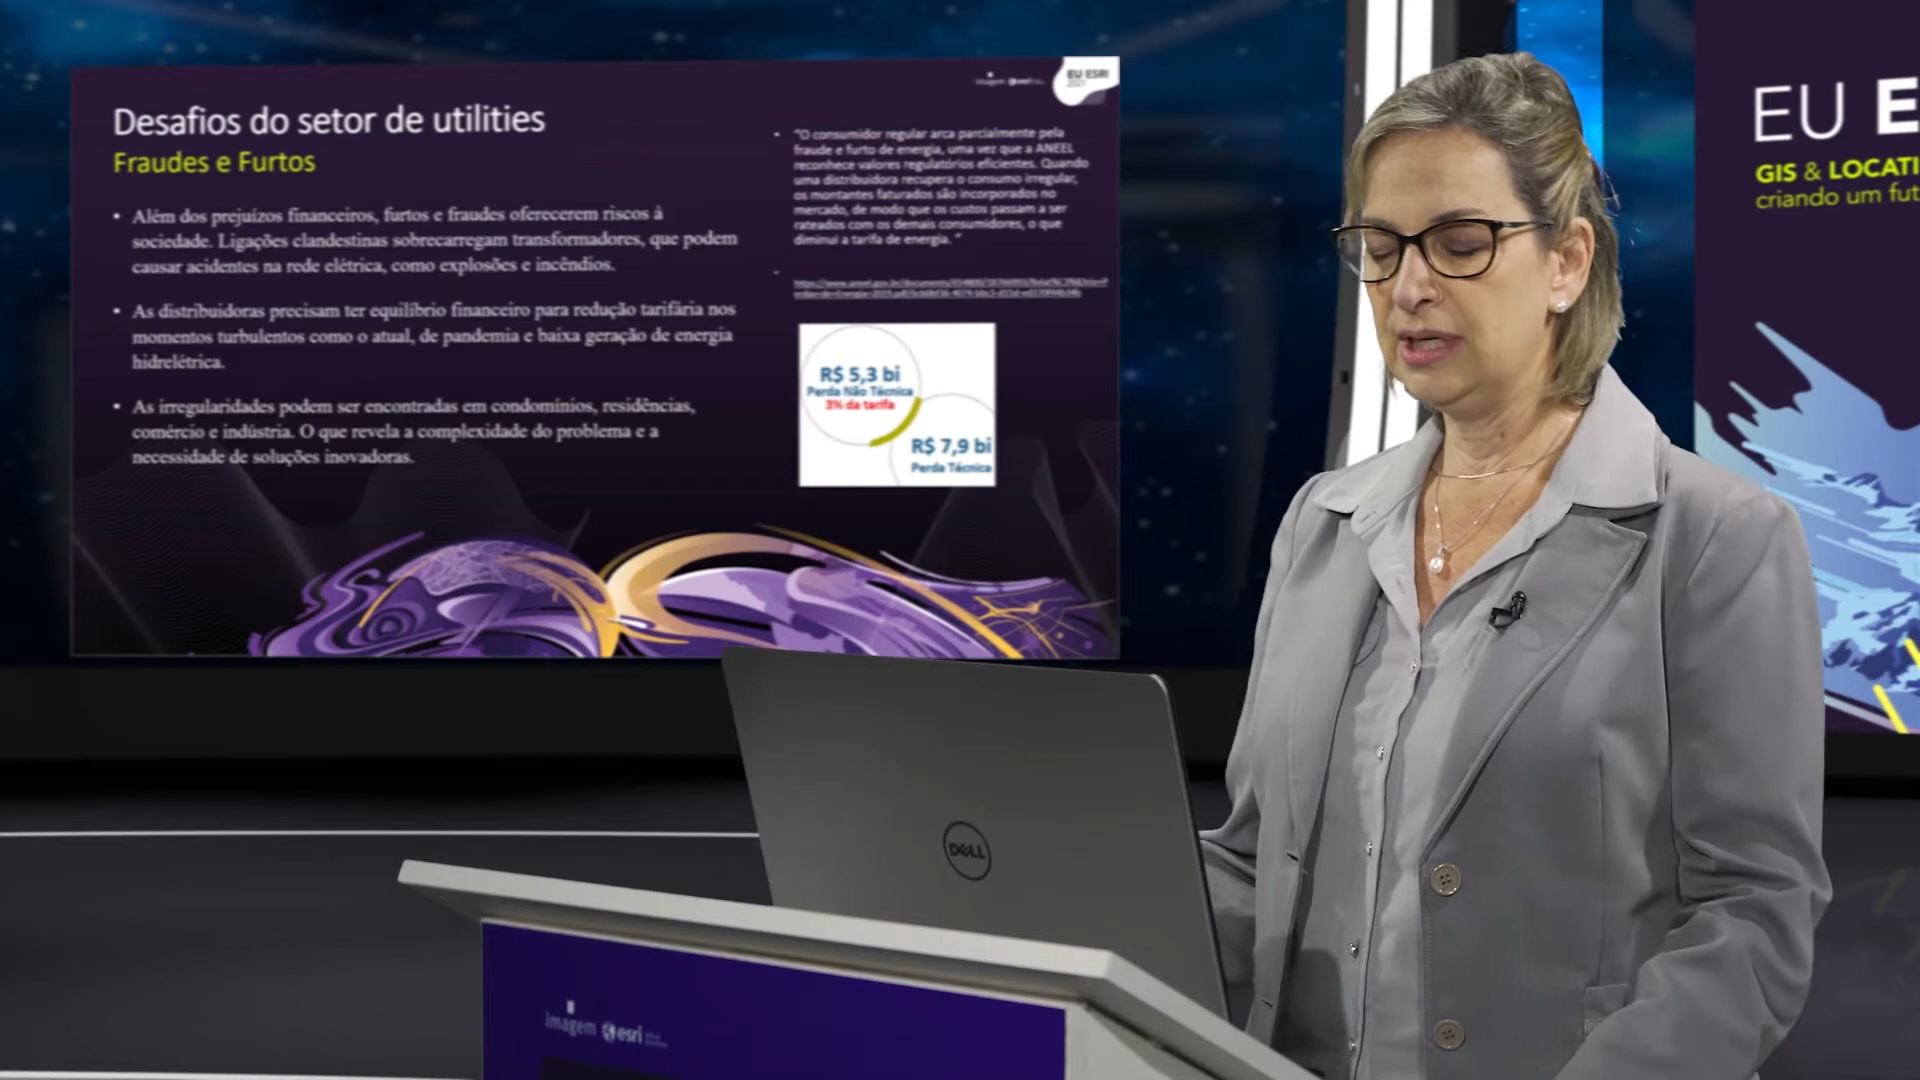 imagem esri
EU ESRI
2021
Desafios do setor de utilities
Fraudes e Furtos
• Além dos prejuízos financeiros, furtos e fraudes oferecerem riscos à
sociedade. Ligações clandestinas sobrecarregam transformadores, que podem
causar acidentes na rede elétrica, como explosões e incêndios.
• As distribuidoras precisam ter equilíbrio financeiro para redução tarifária nos
momentos turbulentos como o atual, de pandemia e baixa geração de energia
hidrelétrica.
• As irregularidades podem ser encontradas em condomínios, residências,
comércio e indústria. O que revela a complexidade do problema e a
necessidade de soluções inovadoras.
• "O consumidor regular arca parcialmente pela
fraude e furto de energia, uma vez que a ANEEL
reconhece valores regulatórios eficientes. Quando
uma distribuidora recupera o consumo irregular,
os montantes faturados são incorporados no
mercado, de modo que os custos passam a ser
rateados com os demais consumidores, o que
diminui a tarifa de energia. "
R$ 5,3 bi
Perda Não Técnica
3% da tarifa
R$ 7,9 bi
Perda Técnica
EU E
GIS & LOCATI
criando um fut
DELL
imagem esri